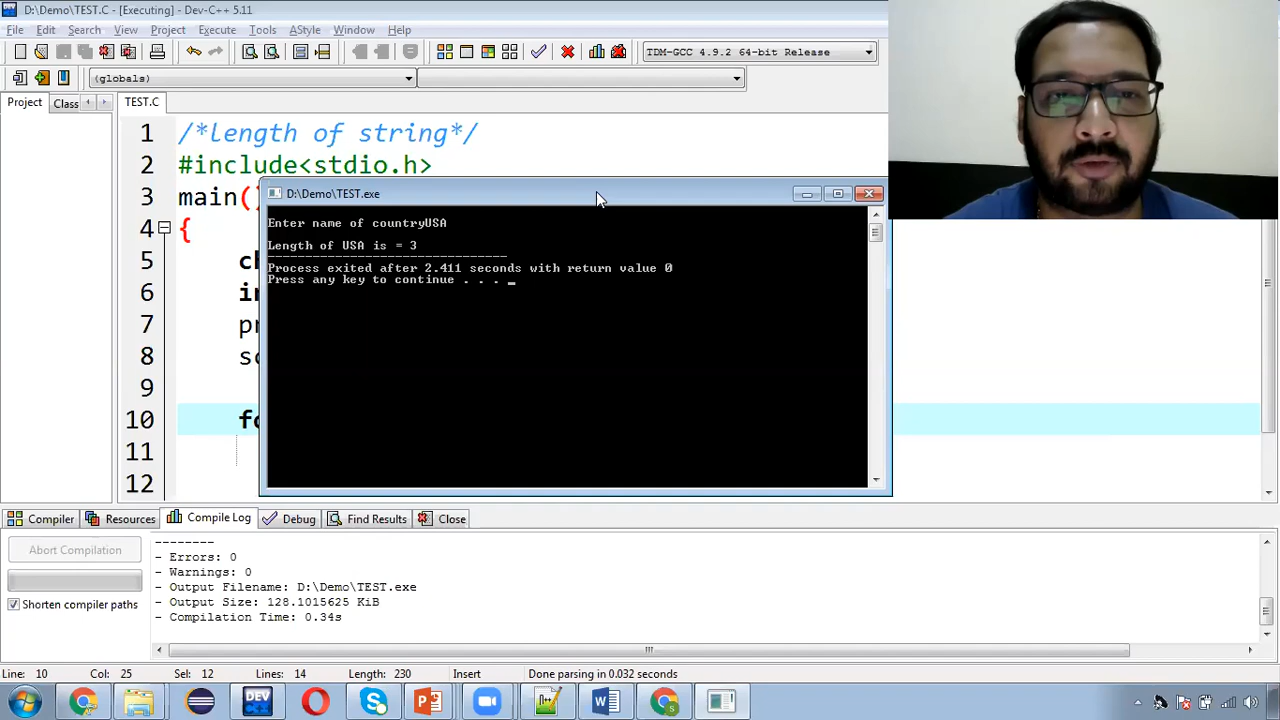 D:\Demo\TEST.C - [Executing] - Dev-C++ 5.11
File Edit Search View Project Execute Tools AStyle Window Help
TDM-GCC 4.9.2 64-bit Release
(globals)
Project Class TEST.C
1 /*length of string*/
2 #include<stdio.h>
3 main()
D:\Demo\TEST.exe
4 {
Enter name of countryUSA
Length of USA is = 3
--------------------------------
Process exited after 2.411 seconds with return value 0
Press any key to continue . . . _
5 ch
6 in
7 pr
8 sc
9
10 fo
11
12
Compiler Resources Compile Log Debug Find Results Close
Abort Compilation
Shorten compiler paths
--------
- Errors: 0
- Warnings: 0
- Output Filename: D:\Demo\TEST.exe
- Output Size: 128.1015625 KiB
- Compilation Time: 0.34s
Line: 10 Col: 25 Sel: 12 Lines: 14 Length: 230 Insert Done parsing in 0.032 seconds
DEV C++